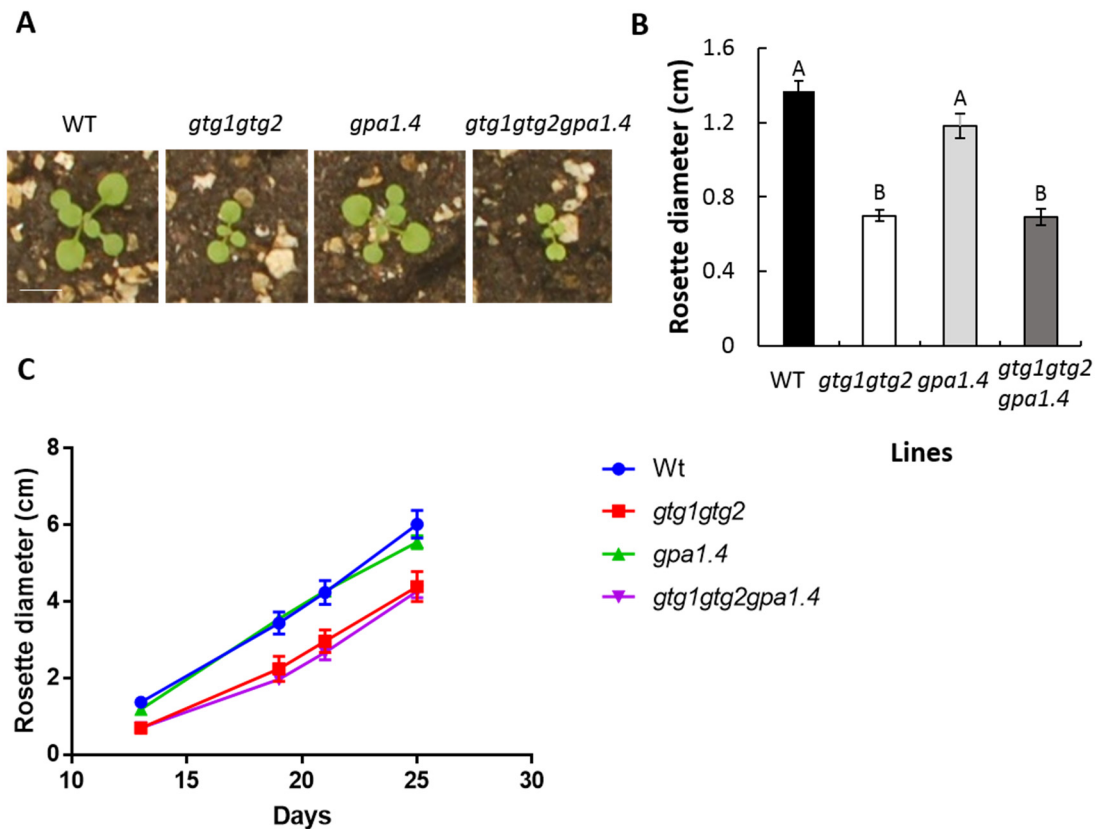 A
WT gtg1gtg2 gpa1.4 gtg1gtg2gpa1.4
B
Rosette diameter (cm)
1.6
1.2
0.8
0.4
0
A
B
A
B
WT gtg1gtg2 gpa1.4 gtg1gtg2
gpa1.4
Lines
C
Rosette diameter (cm)
8
6
4
2
0
10 15 20 25 30
Days
Wt
gtg1gtg2
gpa1.4
gtg1gtg2gpa1.4